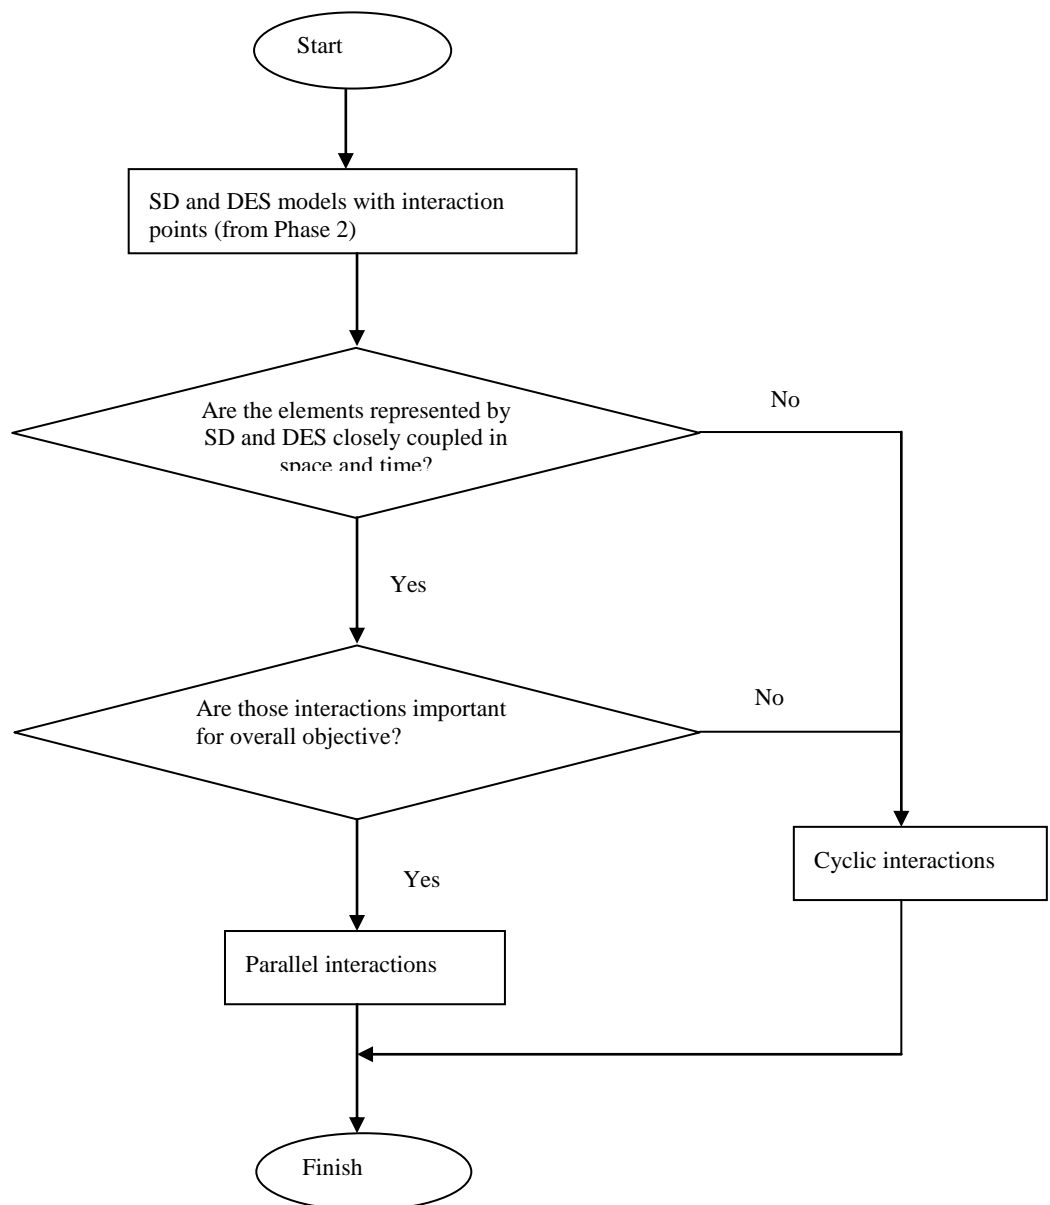 Start
SD and DES models with interaction
points (from Phase 2)
No
Are the elements represented by
SD and DES closely coupled in
space and time?
Yes
No
Are those interactions important
for overall objective?
Cyclic interactions
Yes
Parallel interactions
Finish